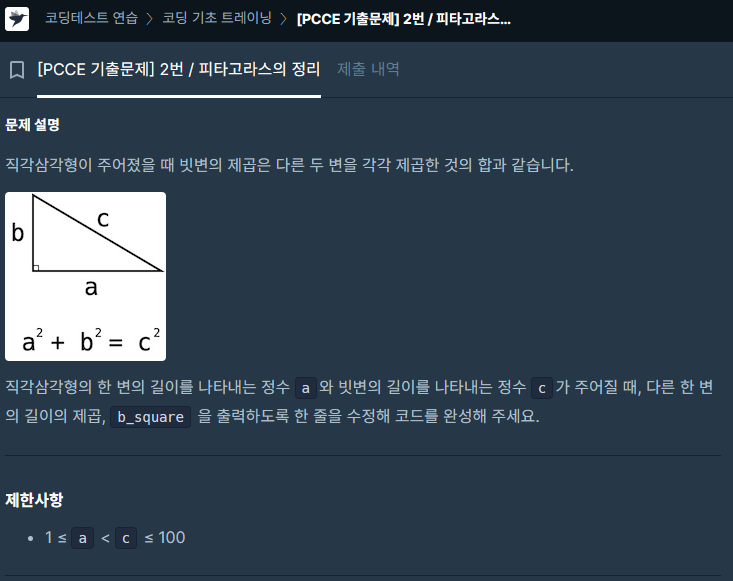 코딩테스트 연습 > 코딩 기초 트레이닝 > [PCCE 기출문제] 2번 / 피타고라스...
[PCCE 기출문제] 2번 / 피타고라스의 정리 제출 내역
문제 설명
직각삼각형이 주어졌을 때 빗변의 제곱은 다른 두 변을 각각 제곱한 것의 합과 같습니다.
c
b
a
a² + b² = c²
직각삼각형의 한 변의 길이를 나타내는 정수 a 와 빗변의 길이를 나타내는 정수 c 가 주어질 때, 다른 한 변
의 길이의 제곱, b_square 을 출력하도록 한 줄을 수정해 코드를 완성해 주세요.
제한사항
• 1 ≤ a < c ≤ 100